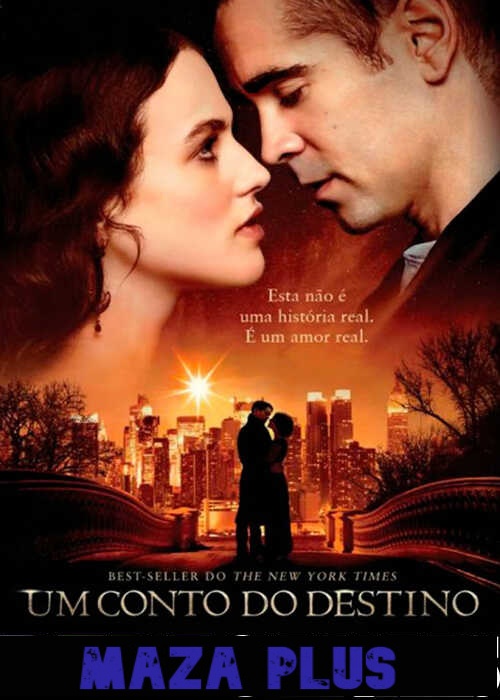 Esta não é
uma história real.
É um amor real.
BEST-SELLER DO THE NEW YORK TIMES
UM CONTO DO DESTINO
MAZA PLUS